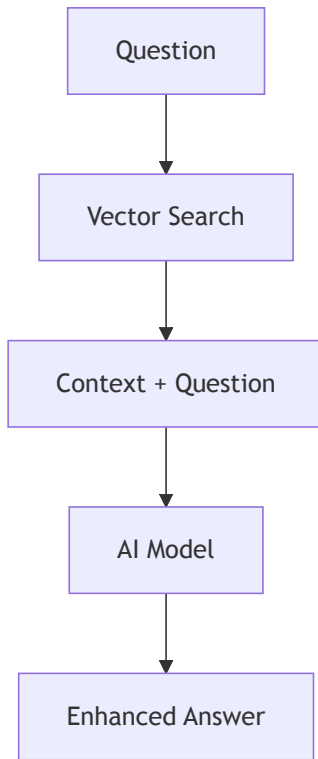 Question
Vector Search
Context + Question
AI Model
Enhanced Answer